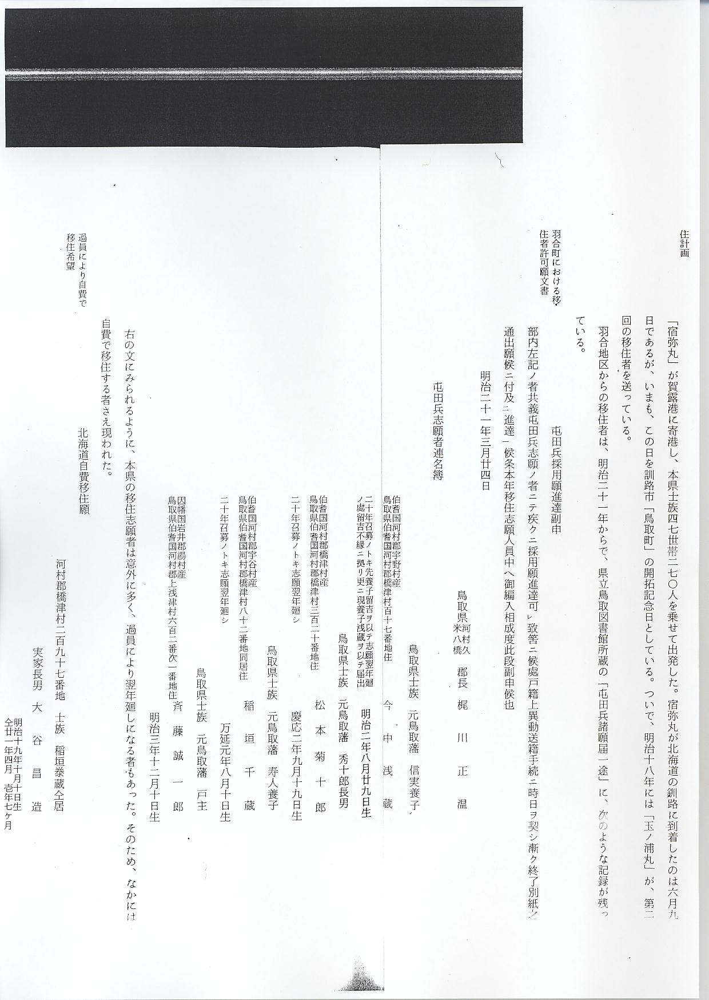 住計画
「宿弥丸」が賀露港に寄港し、本県士族四七世帯二七〇人を乗せて出発した。宿弥丸が北海道の釧路に到着したのは六月九
日であるが、いまも、この日を訓路市「鳥取町」の開拓記念日としている。ついで、明治十八年には「玉ノ浦丸」が、第二
回の移住者を送っている。
羽合地区からの移住者は、明治二十一年からで、県立鳥取図書館所蔵の「屯田兵諸願届一途」に、次のような記録が残っ
ている。
羽合町における移
住者許可願文書
屯田兵採用願進達副申
部内左記ノ者共義屯田兵志願ノ者ニテ疾クニ採用願進達可レ致筈ニ候處戸籍上異動送籍手続ニ時日ヲ契シ漸ク終了別紙之
通出願候ニ付及ニ進達一候条本年移住志願人員中へ御編入相成度此段副申候也
明治二十一年三月廿四日
鳥取県 河村久
米八橋 郡長 梶川正温
屯田兵志願者連名簿
鳥取県士族 元鳥取藩 信実養子
伯耆国河村郡宇野村産
鳥取県伯耆国河村郡橋津村百十七番地住 今中浅蔵
二十年召募ノトキ先養子留吉ヲ以テ志願翌年廻
ノ處留吉不縁ニ拠リ更ニ現養子浅蔵ヲ以テ届出 明治二年八月廿九日生
鳥取県士族 元鳥取藩 秀十郎長男
伯耆国河村郡橋津村産
鳥取県伯耆国河村郡橋津村三百二十番地住 松本菊十郎
二十年召募ノトキ志願翌年廻シ 慶応二年九月十九日生
鳥取県士族 元鳥取藩 寿人養子
伯耆国河村郡宇谷村産
鳥取県伯耆国河村郡橋津村八十二番地同居住 稲垣千蔵
二十年召募ノトキ志願翌年廻シ 万延元年八月十日生
鳥取県士族 元鳥取藩 戸主
因幡国岩井郡湯村産
鳥取県伯耆国河村郡上浅津村六百二番次一番地住 斉藤誠一郎
明治三年十二月十日生
右の文にみられるように、本県の移住志願者は意外に多く、過員により翌年廻しになる者もあった。そのため、なかには
自費で移住する者さえ現われた。
過員により自費で
移住希望
北海道自費移住願
河村郡橋津村二百九十七番地 士族 稲垣泰蔵仝居
実家長男 大谷昌造
明治十九年十月十日生
仝廿一年四月 壱年七ヶ月